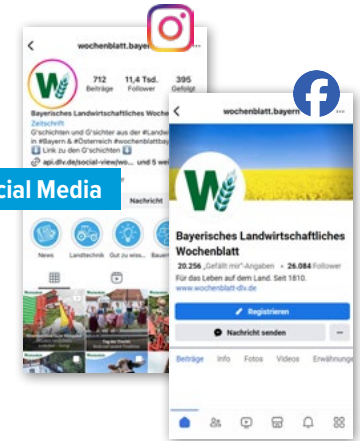 wochenblatt.bayern
712
11,4 Tsd.
395
Beiträge
Follower
Gefolgt
Bayerisches Landwirtschaftliches Woche
Zeitschrift
G'schichten und G'sichter aus der #Landw
in #Bayern & #Österreich #wochenblattbay
Link zu den G'schichten
api.dlv.de/social-view/wo... und 5 wei
cial Media
Nachricht
News
Landtechnik
Gut zu wiss...
Bauern
wochenblatt.bayern
Bayerisches Landwirtschaftliches
Wochenblatt
20.256 „Gefällt mir“-Angaben • 26.084 Follower
Für das Leben auf dem Land. Seit 1810.
www.wochenblatt-dlv.de
Registrieren
Nachricht senden
Beiträge
Info
Fotos
Videos
Erwähnunge